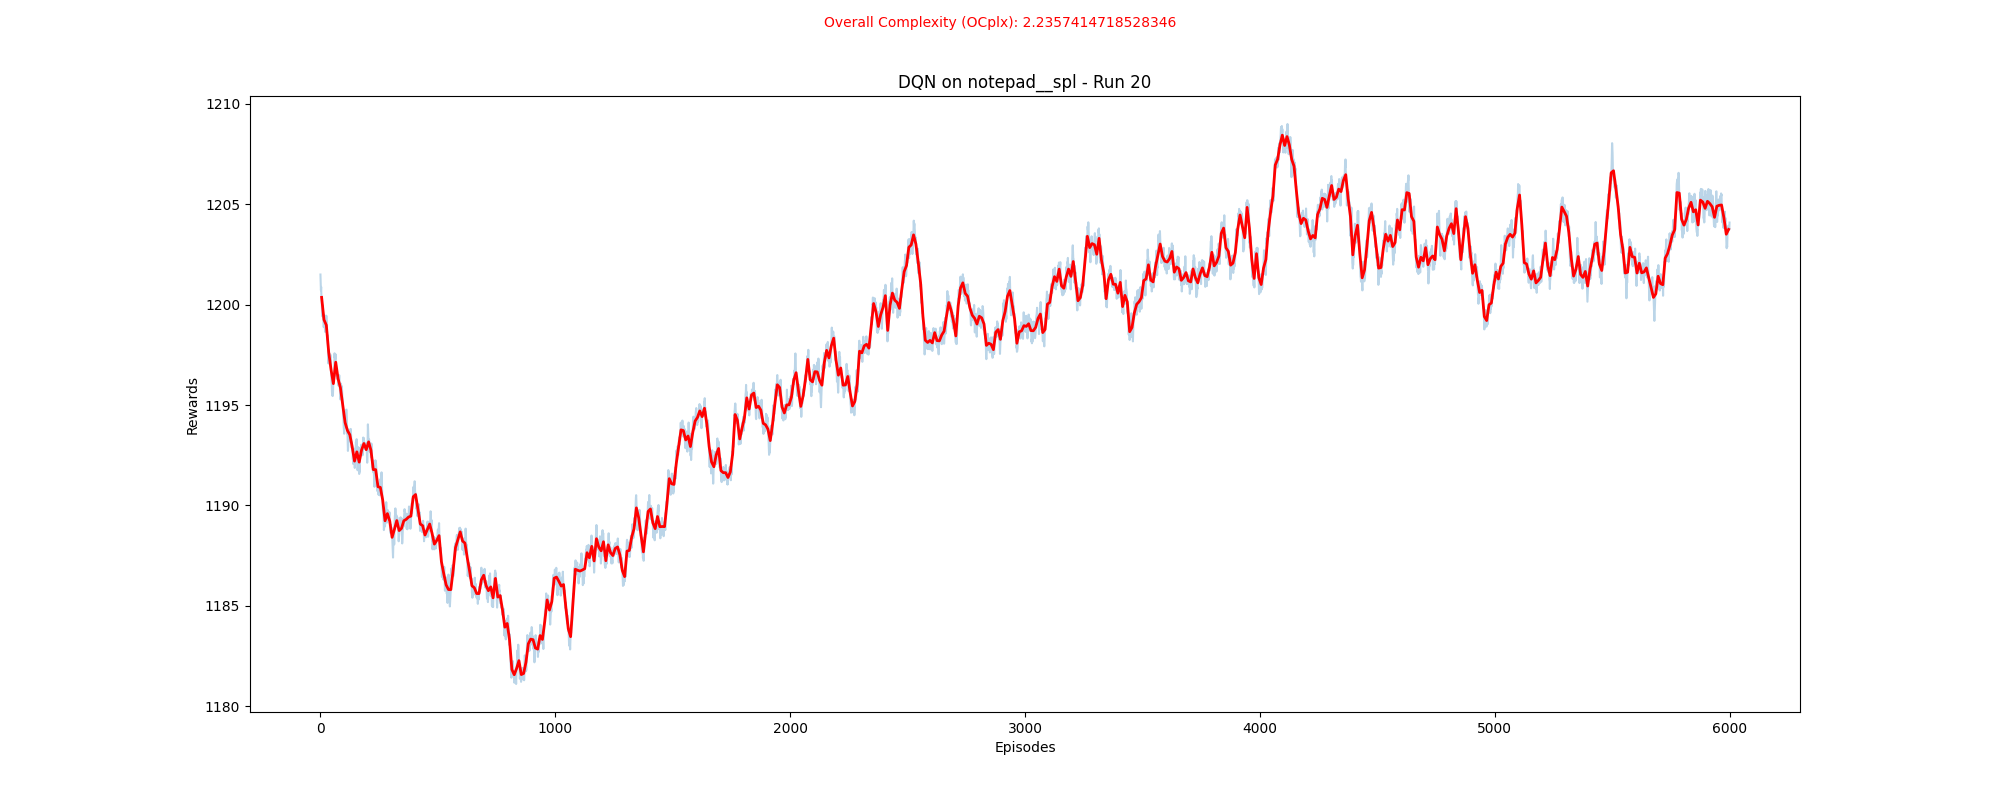 Overall Complexity (OCplx): 2.2357414718528346
DQN on notepad__spl - Run 20
1210
1205
1200
1195
1190
1185
1180
Rewards
0 1000 2000 3000 4000 5000 6000
Episodes